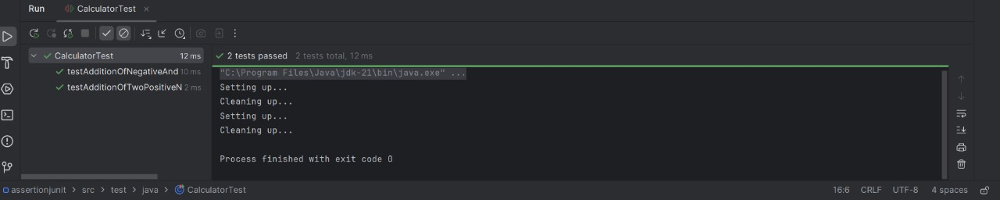 Run CalculatorTest
CalculatorTest 12 ms
testAdditionOfNegativeAnd 10 ms
testAdditionOfTwoPositiveN 2 ms
2 tests passed 2 tests total, 12 ms
"C:\Program Files\Java\jdk-21\bin\java.exe" ...
Setting up...
Cleaning up...
Setting up...
Cleaning up...
Process finished with exit code 0
assertionjunit > src > test > java > CalculatorTest 16:6 CRLF UTF-8 4 spaces